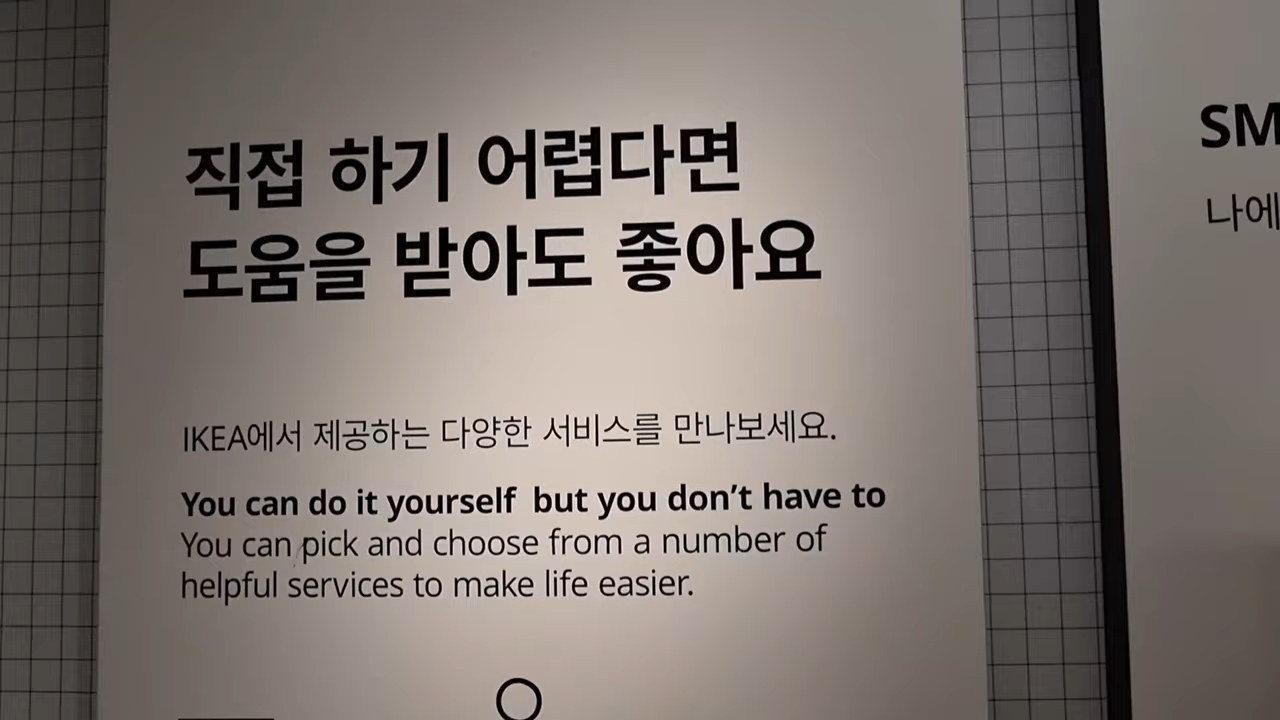 직접 하기 어렵다면
도움을 받아도 좋아요
IKEA에서 제공하는 다양한 서비스를 만나보세요.
You can do it yourself but you don't have to
You can pick and choose from a number of
helpful services to make life easier.
SM
나에